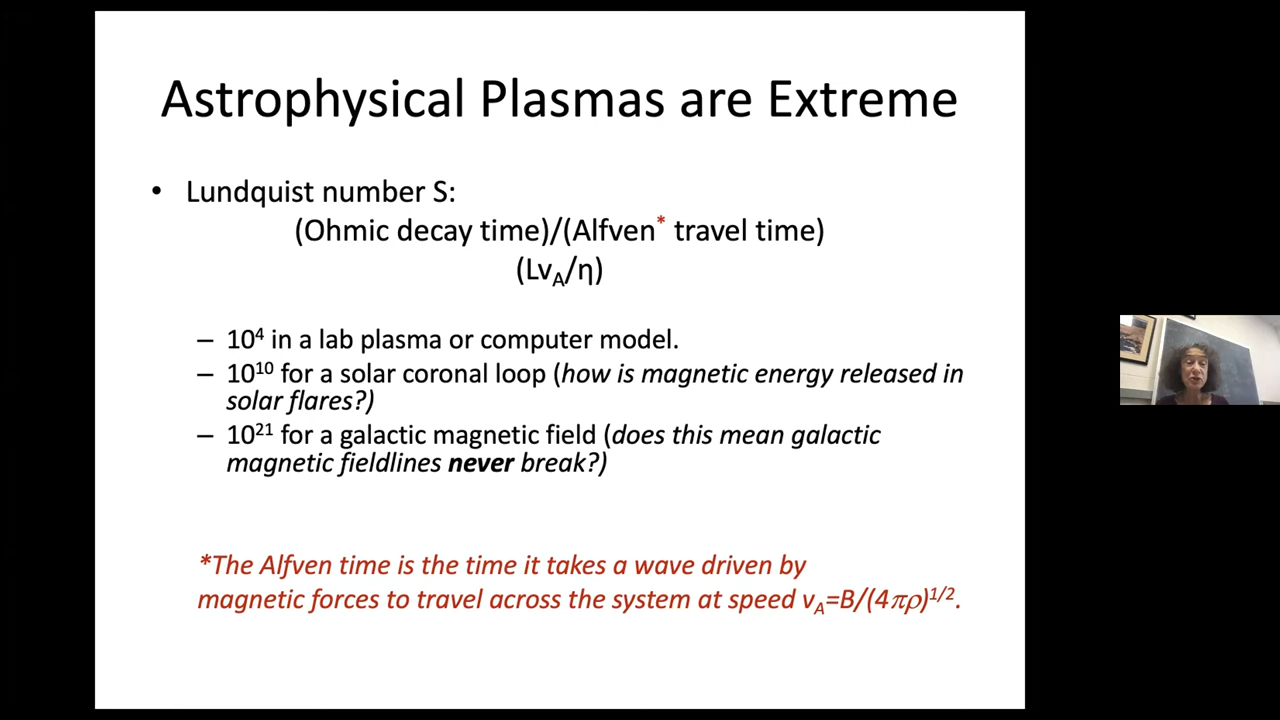 Astrophysical Plasmas are Extreme
• Lundquist number S:
(Ohmic decay time)/(Alfven* travel time)
(Lv_A/η)
– 10⁴ in a lab plasma or computer model.
– 10¹⁰ for a solar coronal loop (how is magnetic energy released in
solar flares?)
– 10²¹ for a galactic magnetic field (does this mean galactic
magnetic fieldlines never break?)
*The Alfven time is the time it takes a wave driven by
magnetic forces to travel across the system at speed v_A=B/(4πρ)^1/2.